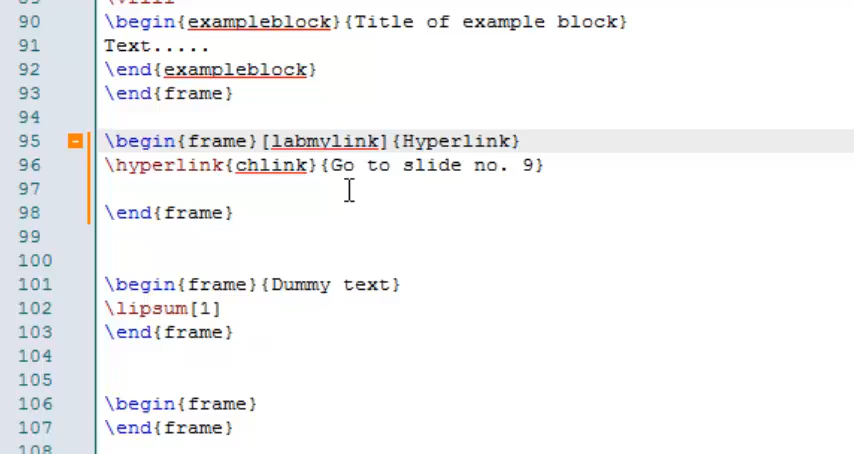 90 \begin{exampleblock}{Title of example block}
91 Text.....
92 \end{exampleblock}
93 \end{frame}
94
95 \begin{frame}[labmylink]{Hyperlink}
96 \hyperlink{chlink}{Go to slide no. 9}
97
98 \end{frame}
99
100
101 \begin{frame}{Dummy text}
102 \lipsum[1]
103 \end{frame}
104
105
106 \begin{frame}
107 \end{frame}
108